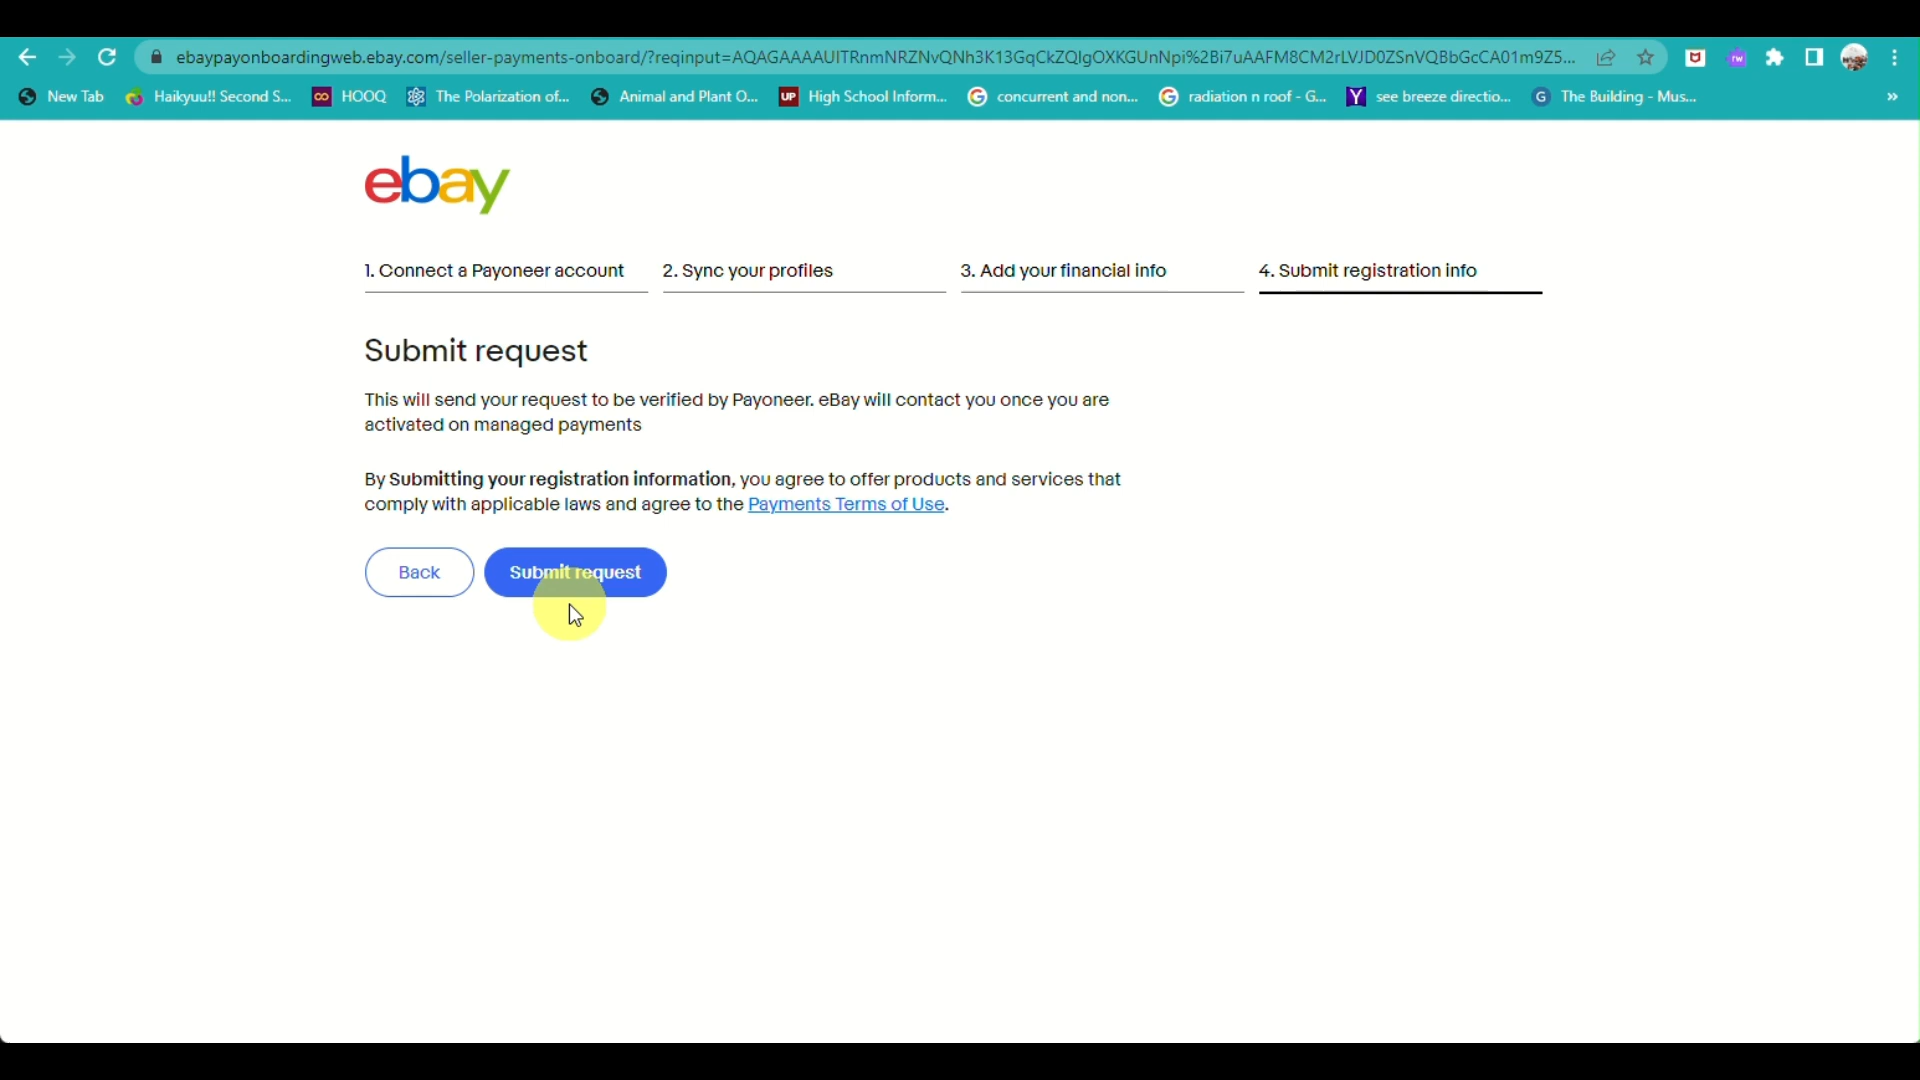 ebaypayonboardingweb.ebay.com/seller-payments-onboard/?reqinput=AQAGAAAAUITRnmNRZNvQNh3K13GqCkZQIgOXKGUnNpi%2Bi7uAAFM8CM2rLVJD0ZSnVQBbGcCA01m9Z5...
New Tab Haikyuu!! Second S... HOOQ The Polarization of... Animal and Plant O... UP High School Inform... concurrent and non... radiation n roof - G... see breeze directio... The Building - Mus... »
ebay
1. Connect a Payoneer account 2. Sync your profiles 3. Add your financial info 4. Submit registration info
Submit request
This will send your request to be verified by Payoneer. eBay will contact you once you are
activated on managed payments
By Submitting your registration information, you agree to offer products and services that
comply with applicable laws and agree to the Payments Terms of Use.
Back Submit request